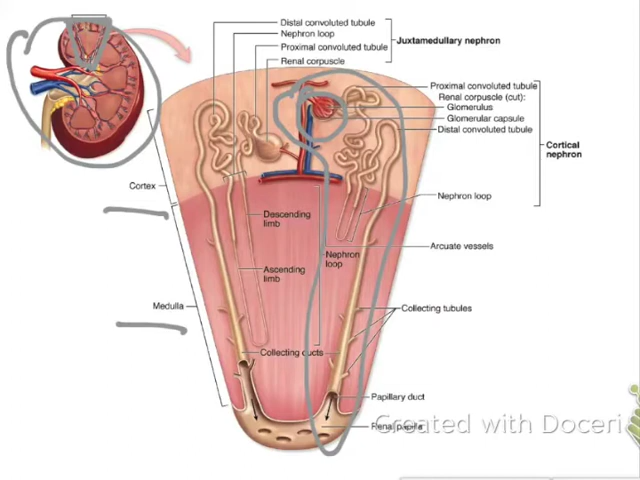 Distal convoluted tubule
Nephron loop
Proximal convoluted tubule
Renal corpuscle
Juxtamedullary nephron
Proximal convoluted tubule
Renal corpuscle (cut):
Glomerulus
Glomerular capsule
Distal convoluted tubule
Cortical
nephron
Cortex
Nephron loop
Descending
limb
Arcuate vessels
Nephron
loop
Ascending
limb
Medulla
Collecting tubules
Collecting ducts
Papillary duct
Renal papilla
Created with Doceri